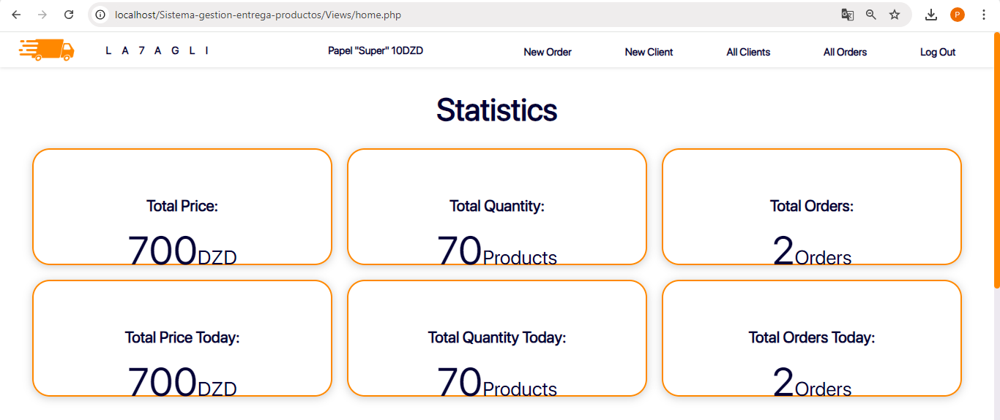 localhost/Sistema-gestion-entrega-productos/Views/home.php
P
L A 7 A G L I
Papel "Super" 10DZD
New Order
New Client
All Clients
All Orders
Log Out
Statistics
Total Price:
700DZD
Total Quantity:
70Products
Total Orders:
2Orders
Total Price Today:
700DZD
Total Quantity Today:
70Products
Total Orders Today:
2Orders